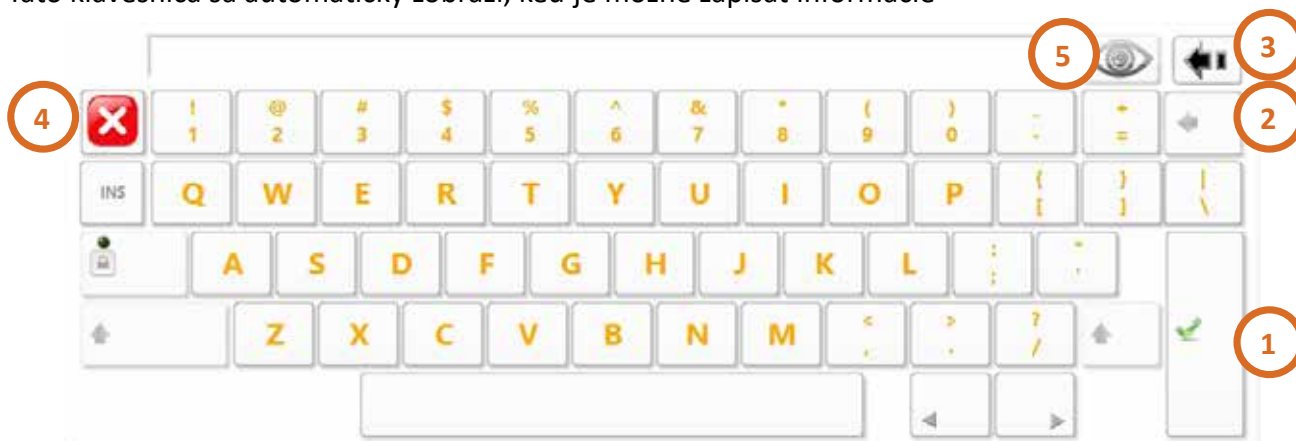 Táto klávesnica sa automaticky zobrazí, keď je možné zapísať informácie
5 3
4 ! @ # $ % ^ & * ( ) _ + 2
1 2 3 4 5 6 7 8 9 0 - =
INS Q W E R T Y U I O P { } |
[ ] \
A S D F G H J K L : "
; '
Z X C V B N M < > ? 1
, . /